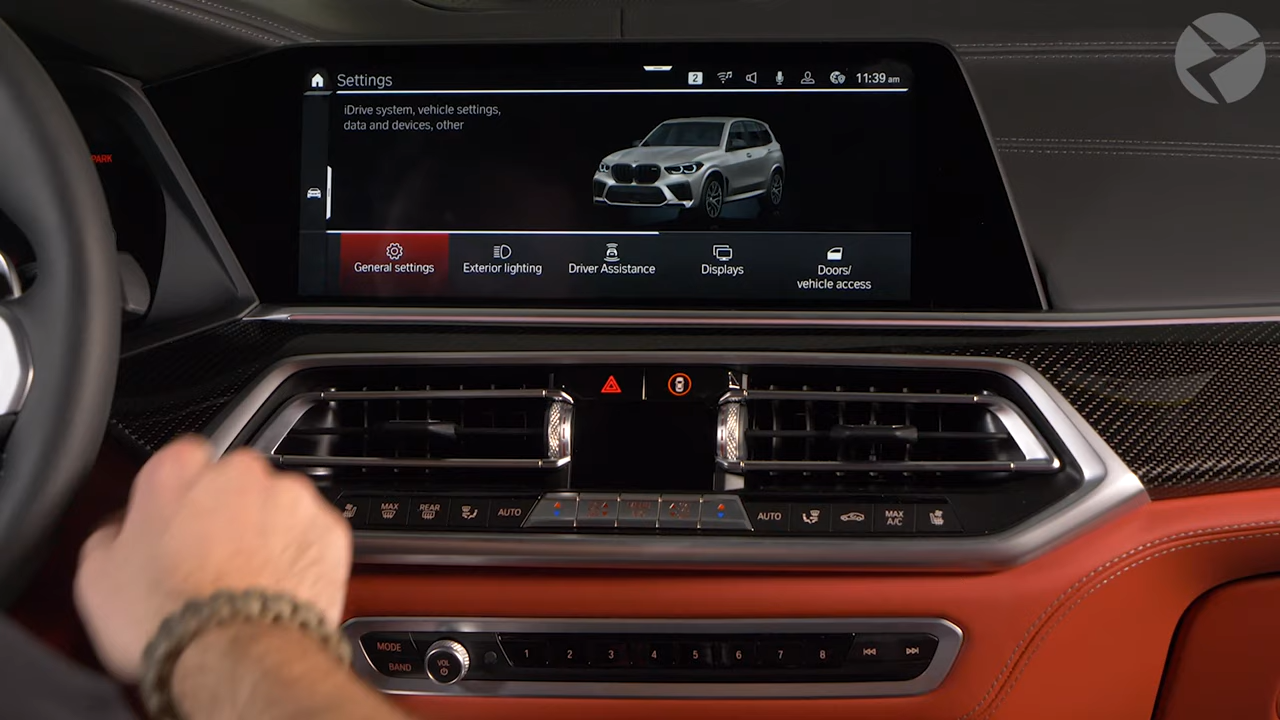 Settings
2
11:39 am
iDrive system, vehicle settings,
data and devices, other
PARK
General settings
Exterior lighting
Driver Assistance
Displays
Doors/
vehicle access
MAX
REAR
AUTO
AUTO
MAX
A/C
MODE
BAND
VOL
1 2 3 4 5 6 7 8